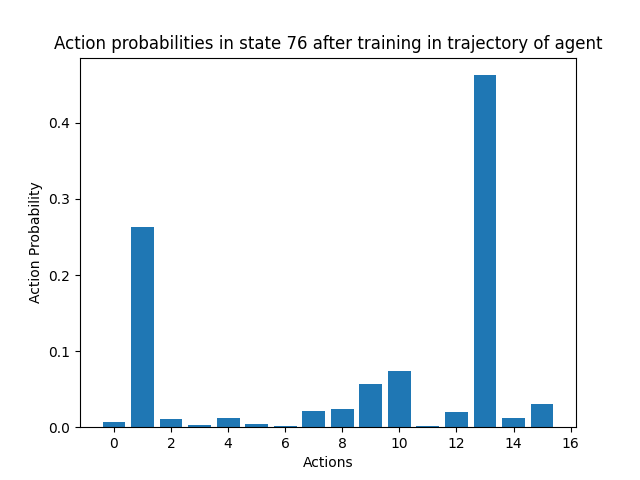 Action probabilities in state 76 after training in trajectory of agent
0.4
0.3
0.2
0.1
0.0
Action Probability
0 2 4 6 8 10 12 14 16
Actions